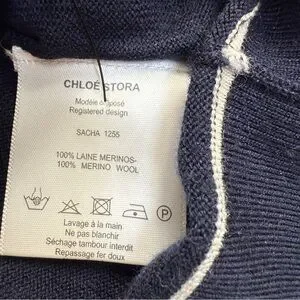 CHLOÉ STORA
Modèle déposé
Registered design
SACHA 1255
100% LAINE MERINOS-
100% MERINO WOOL
P
Lavage à la main
Ne pas blanchir
Séchage tambour interdit
Repassage fer doux